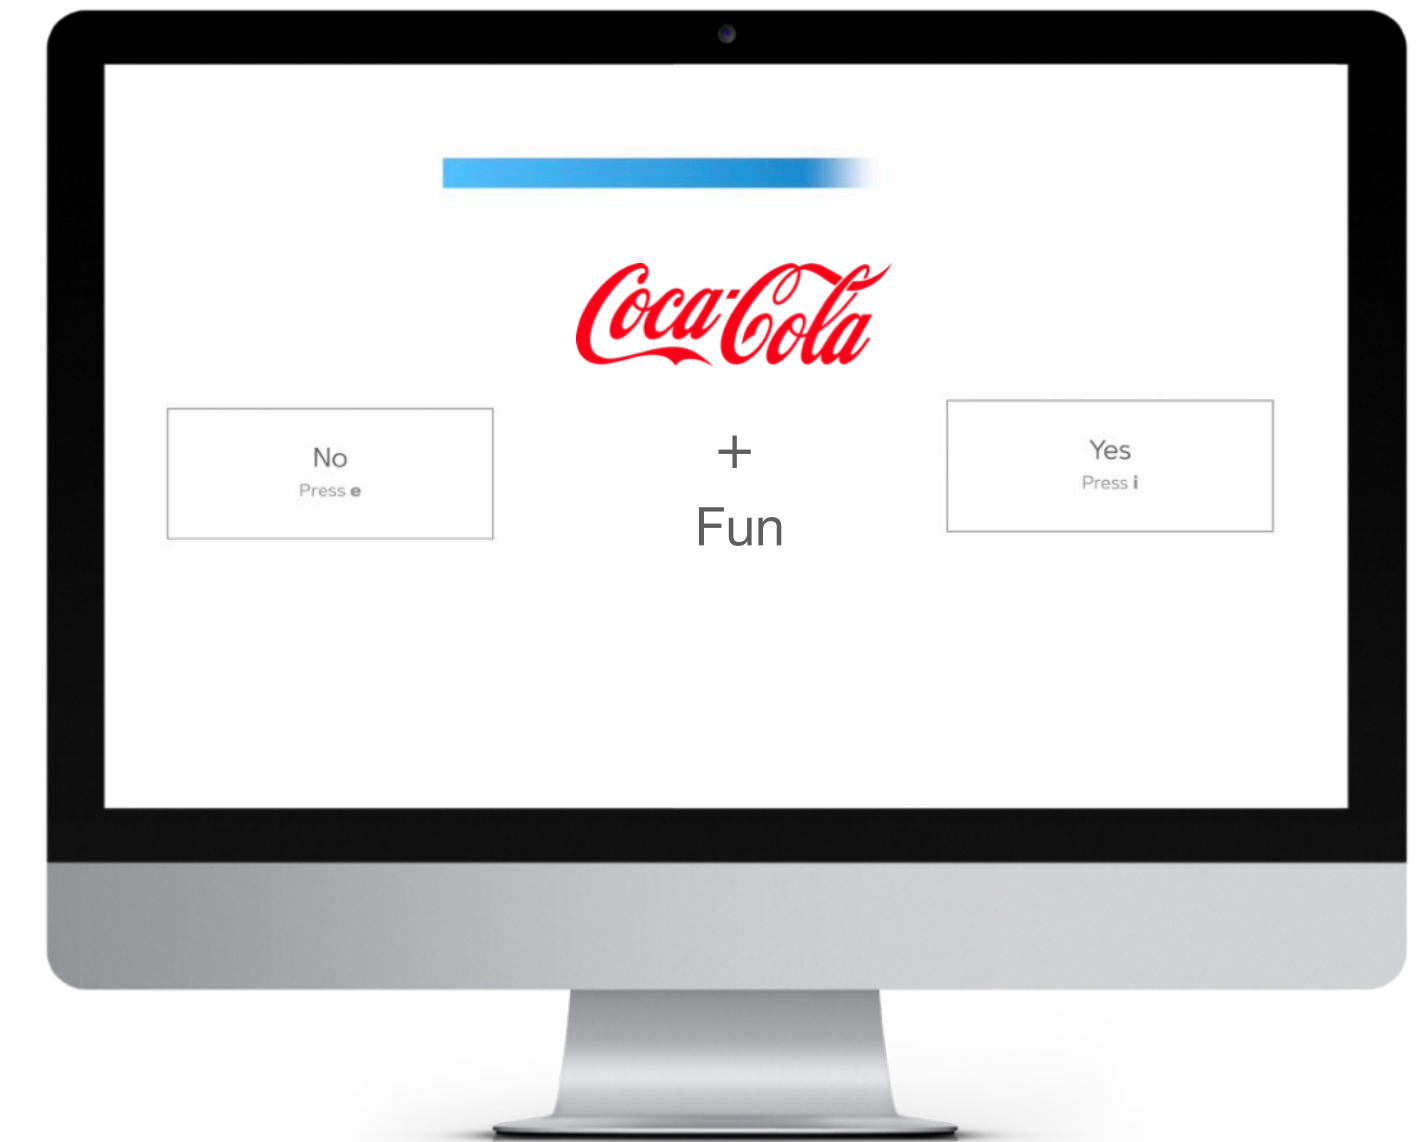 Coca-Cola
No
Press e
+
Fun
Yes
Press i